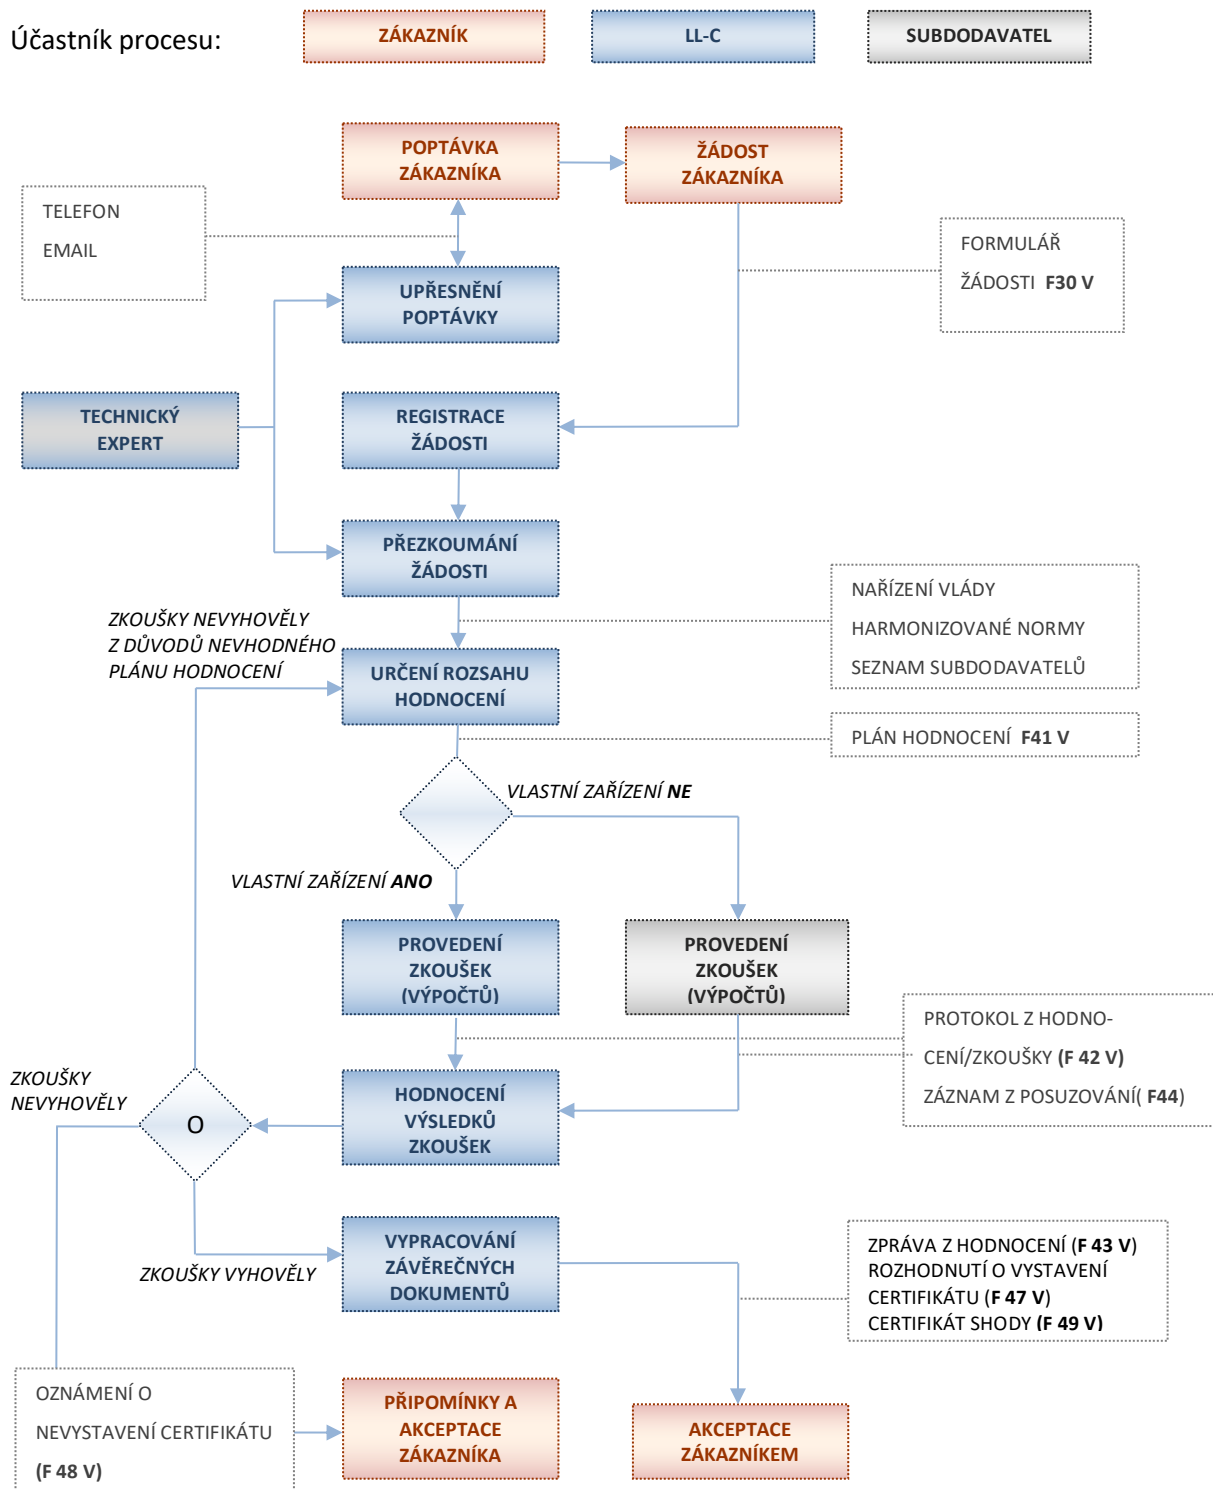 Účastník procesu:
ZÁKAZNÍK
LL-C
SUBDODAVATEL
POPTÁVKA
ZÁKAZNÍKA
ŽÁDOST
ZÁKAZNÍKA
TELEFON
EMAIL
FORMULÁŘ
ŽÁDOSTI F30 V
UPŘESNĚNÍ
POPTÁVKY
TECHNICKÝ
EXPERT
REGISTRACE
ŽÁDOSTI
PŘEZKOUMÁNÍ
ŽÁDOSTI
NAŘÍZENÍ VLÁDY
HARMONIZOVANÉ NORMY
SEZNAM SUBDODAVATELŮ
ZKOUŠKY NEVYHOVĚLY
Z DŮVODŮ NEVHODNÉHO
PLÁNU HODNOCENÍ
URČENÍ ROZSAHU
HODNOCENÍ
PLÁN HODNOCENÍ F41 V
VLASTNÍ ZAŘÍZENÍ NE
VLASTNÍ ZAŘÍZENÍ ANO
PROVEDENÍ
ZKOUŠEK
(VÝPOČTŮ)
PROVEDENÍ
ZKOUŠEK
(VÝPOČTŮ)
PROTOKOL Z HODNO-
CENÍ/ZKOUŠKY (F 42 V)
ZÁZNAM Z POSUZOVÁNÍ( F44)
ZKOUŠKY
NEVYHOVĚLY
O
HODNOCENÍ
VÝSLEDKŮ
ZKOUŠEK
ZKOUŠKY VYHOVĚLY
VYPRACOVÁNÍ
ZÁVĚREČNÝCH
DOKUMENTŮ
ZPRÁVA Z HODNOCENÍ (F 43 V)
ROZHODNUTÍ O VYSTAVENÍ
CERTIFIKÁTU (F 47 V)
CERTIFIKÁT SHODY (F 49 V)
OZNÁMENÍ O
NEVYSTAVENÍ CERTIFIKÁTU
(F 48 V)
PŘIPOMÍNKY A
AKCEPTACE
ZÁKAZNÍKA
AKCEPTACE
ZÁKAZNÍKEM